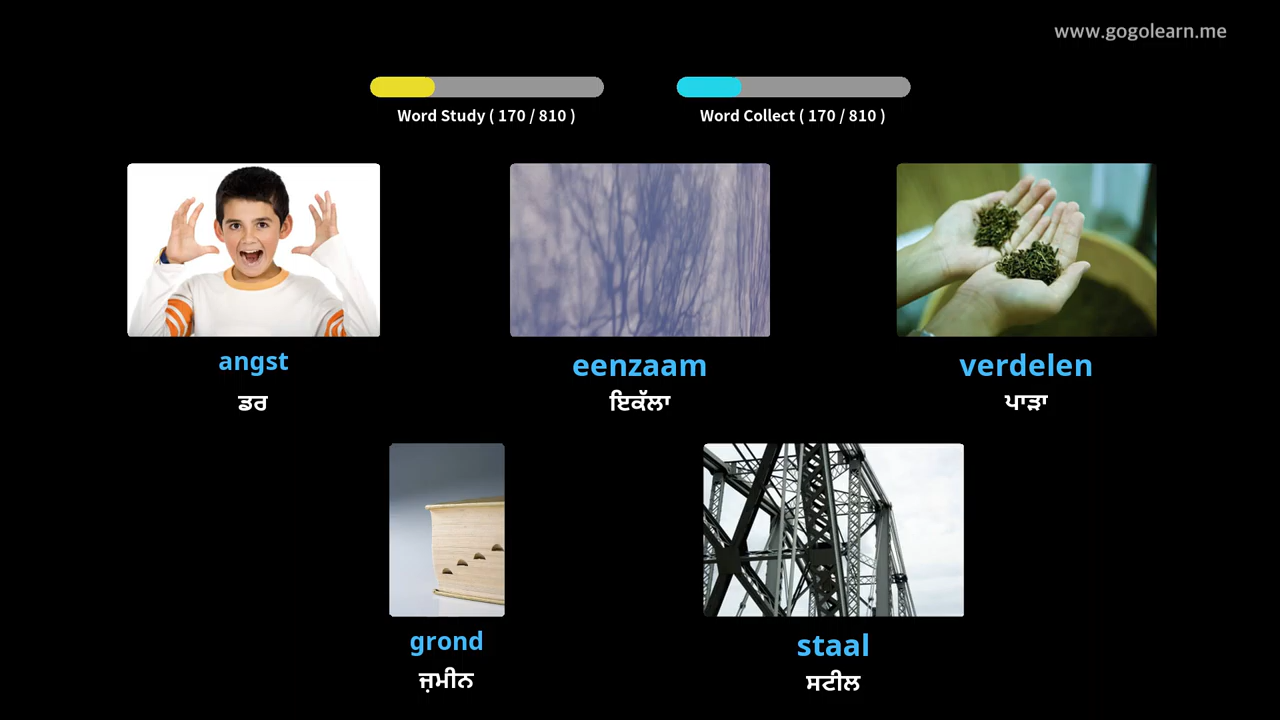 www.gogolearn.me
Word Study ( 170 / 810 )
Word Collect ( 170 / 810 )
angst
ਡਰ
eenzaam
ਇਕੱਲਾ
verdelen
ਪਾੜਾ
grond
ਜ਼ਮੀਨ
staal
ਸਟੀਲ